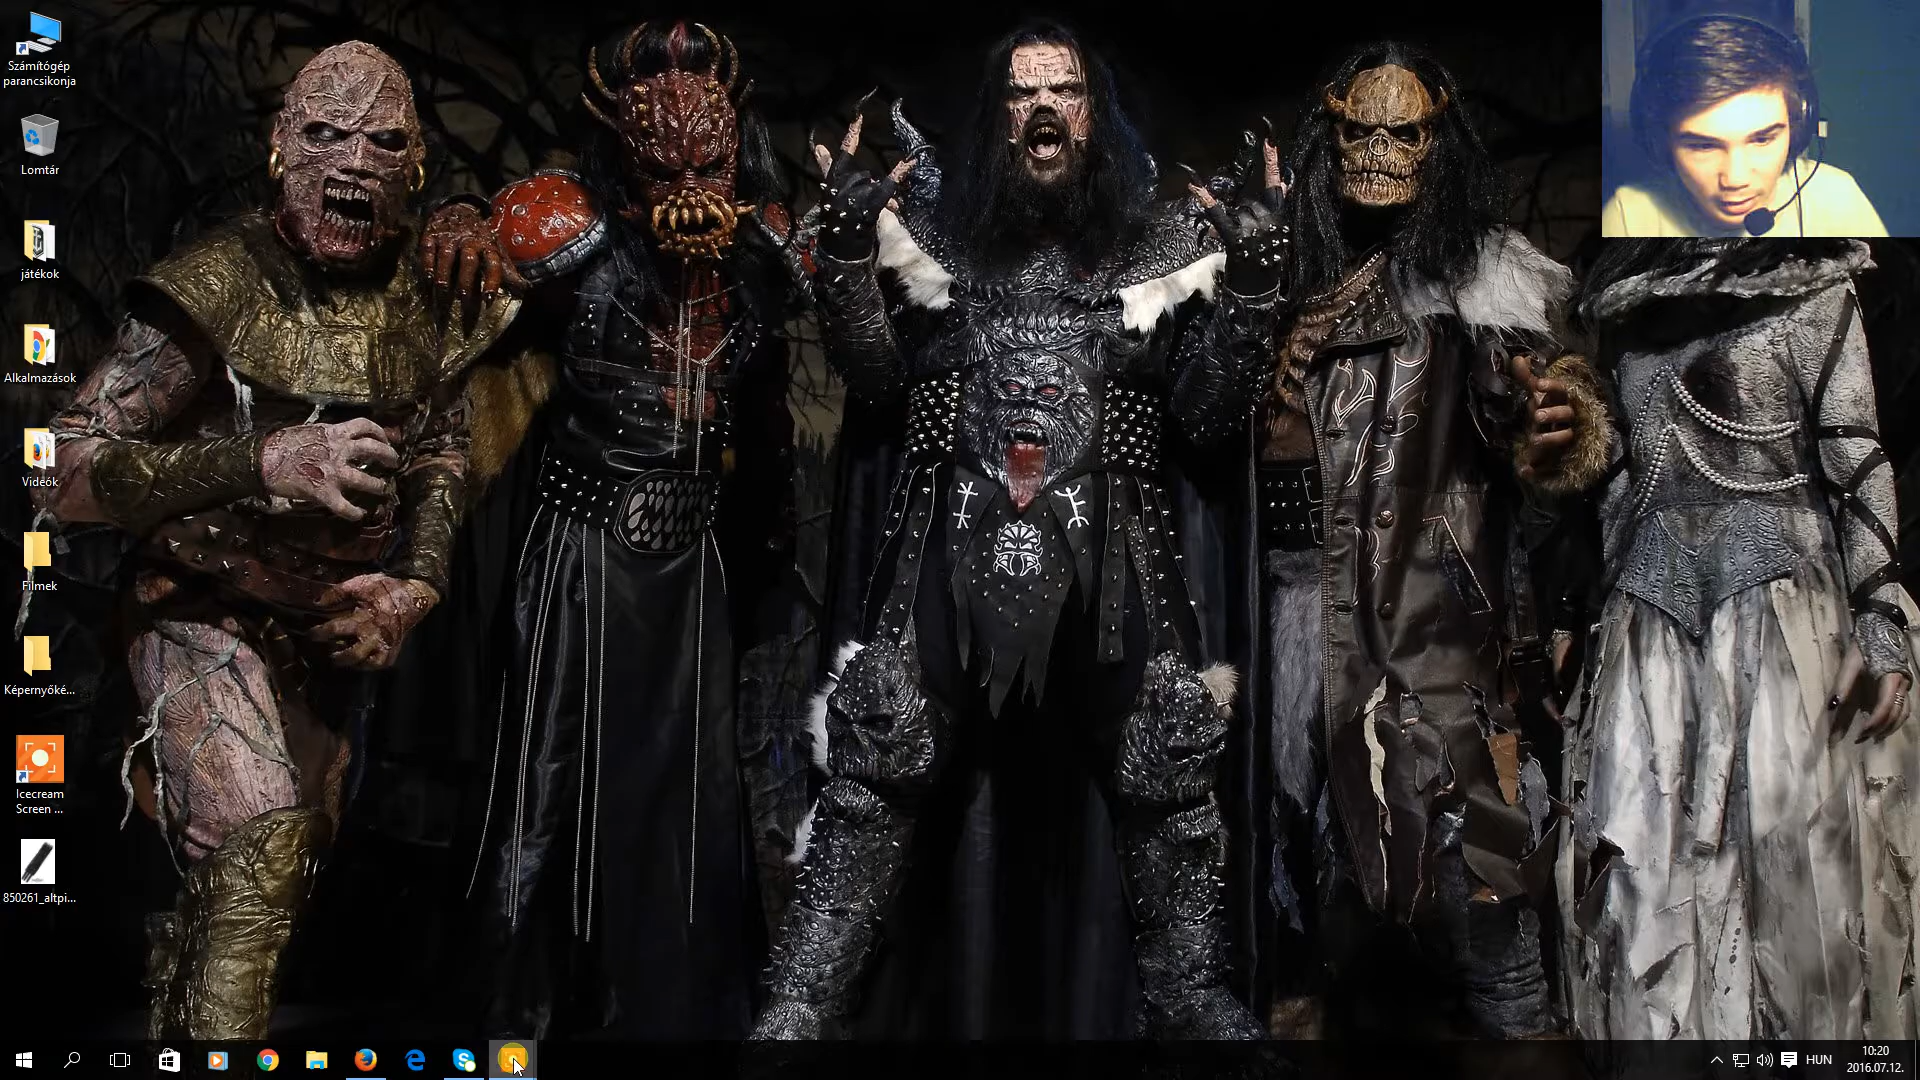 Számítógép
parancsikonja
Lomtár
játékok
Alkalmazások
Videók
Filmek
Képernyőké...
Icecream
Screen ...
850261_altpi...
HUN
10:20
2016.07.12.